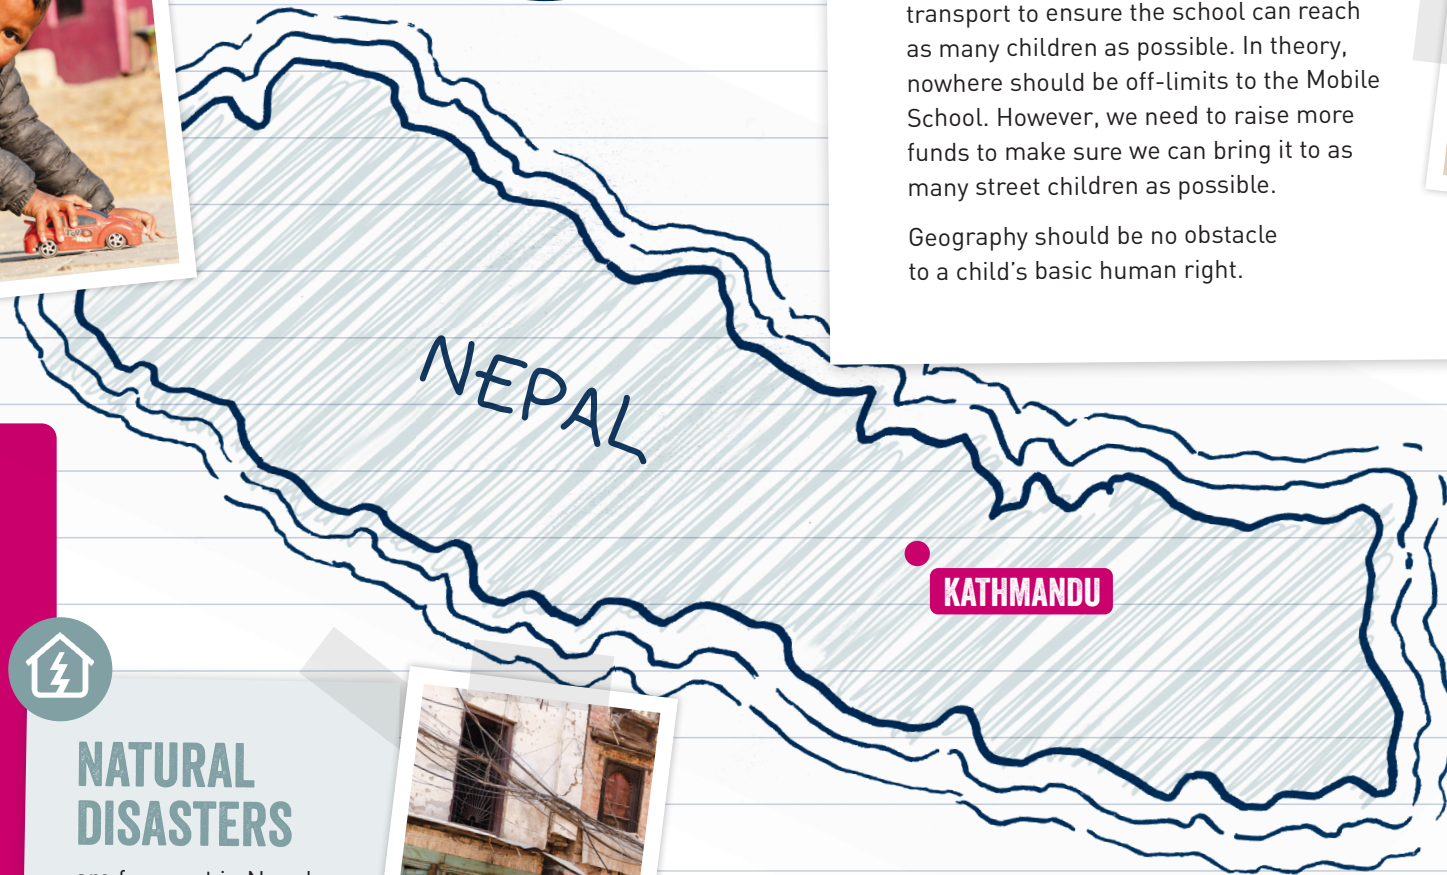 transport to ensure the school can reach
as many children as possible. In theory,
nowhere should be off-limits to the Mobile
School. However, we need to raise more
funds to make sure we can bring it to as
many street children as possible.
Geography should be no obstacle
to a child's basic human right.
NEPAL
KATHMANDU
NATURAL
DISASTERS